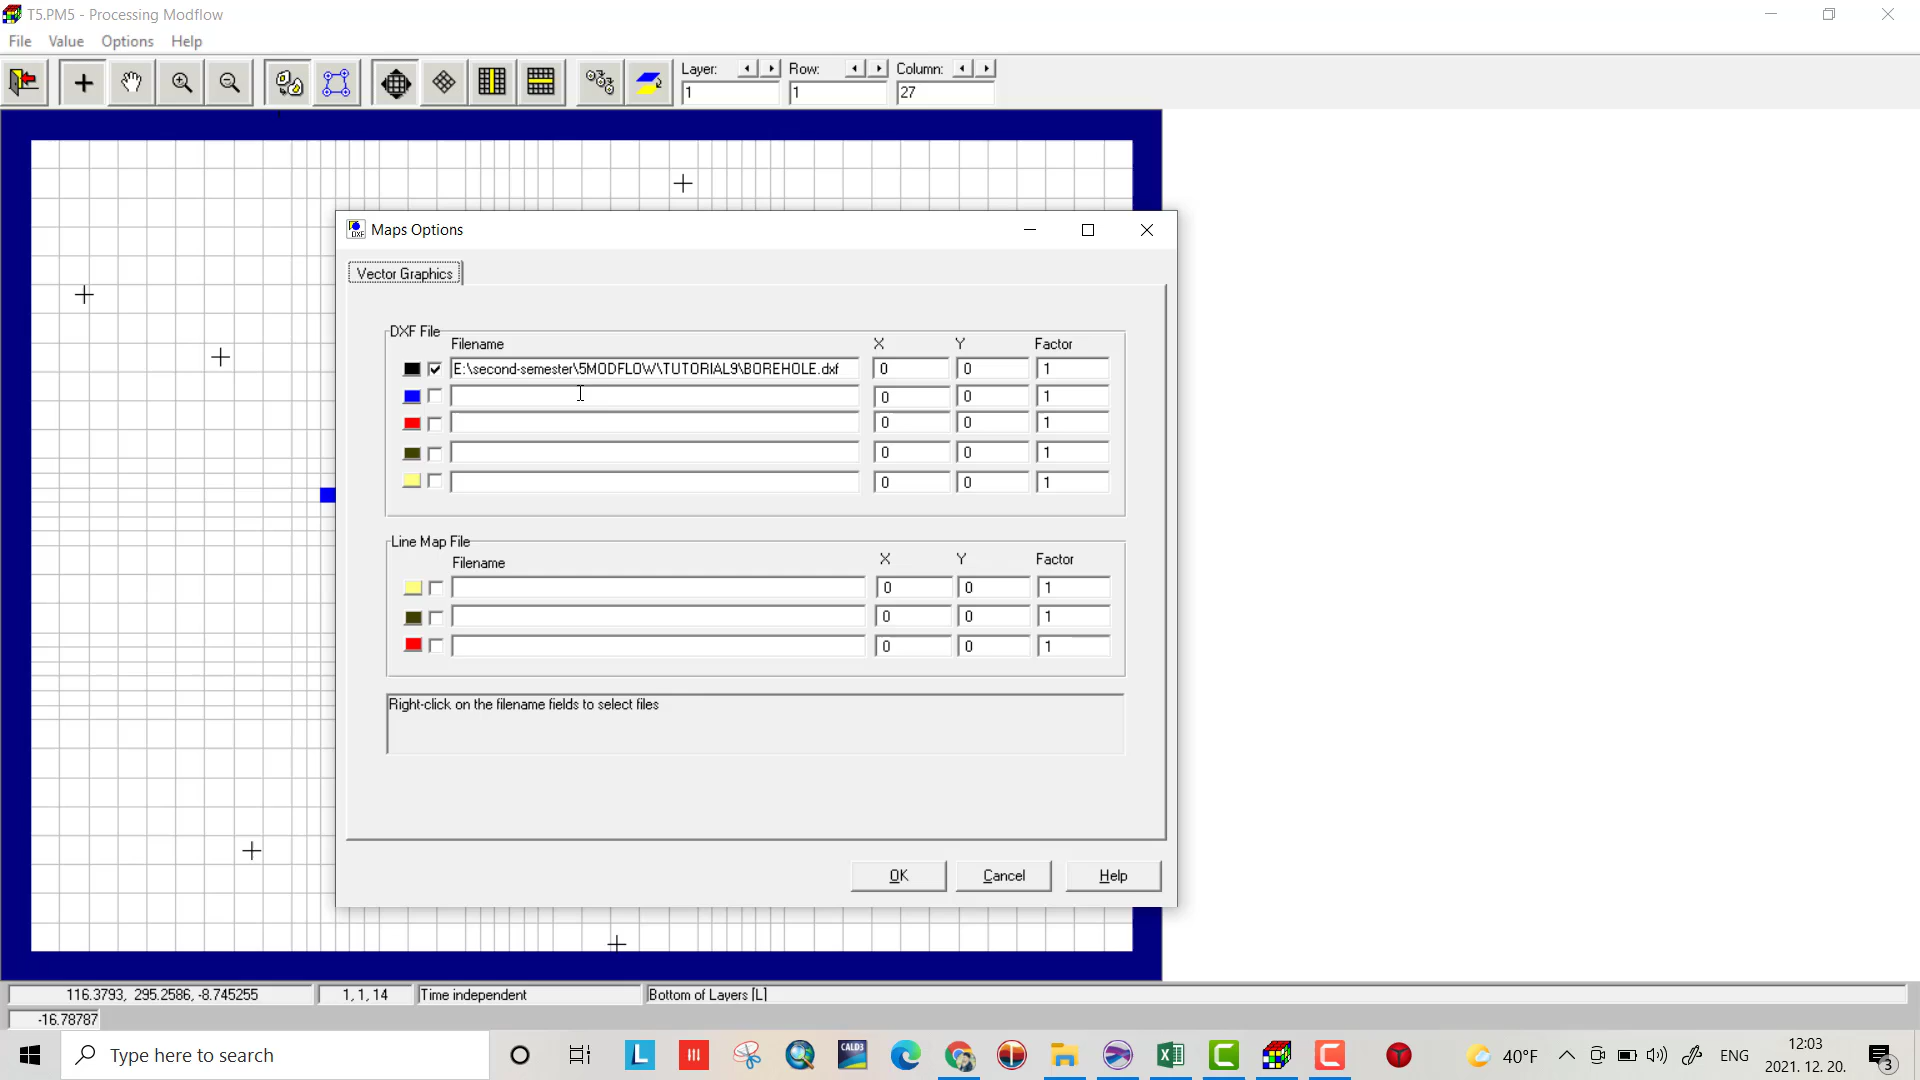 T5.PM5 - Processing Modflow
File Value Options Help
Layer: Row: Column:
1 1 27
Maps Options
Vector Graphics
DXF File
Filename X Y Factor
E:\second-semester\5MODFLOW\TUTORIAL9\BOREHOLE.dxf 0 0 1
0 0 1
0 0 1
0 0 1
0 0 1
Line Map File
Filename X Y Factor
0 0 1
0 0 1
0 0 1
Right-click on the filename fields to select files
OK Cancel Help
116.3793, 295.2586, -8.745255 1, 1, 14 Time independent Bottom of Layers [L]
-16.78787
Type here to search L CALD3 40°F ENG 12:03
2021. 12. 20. 3